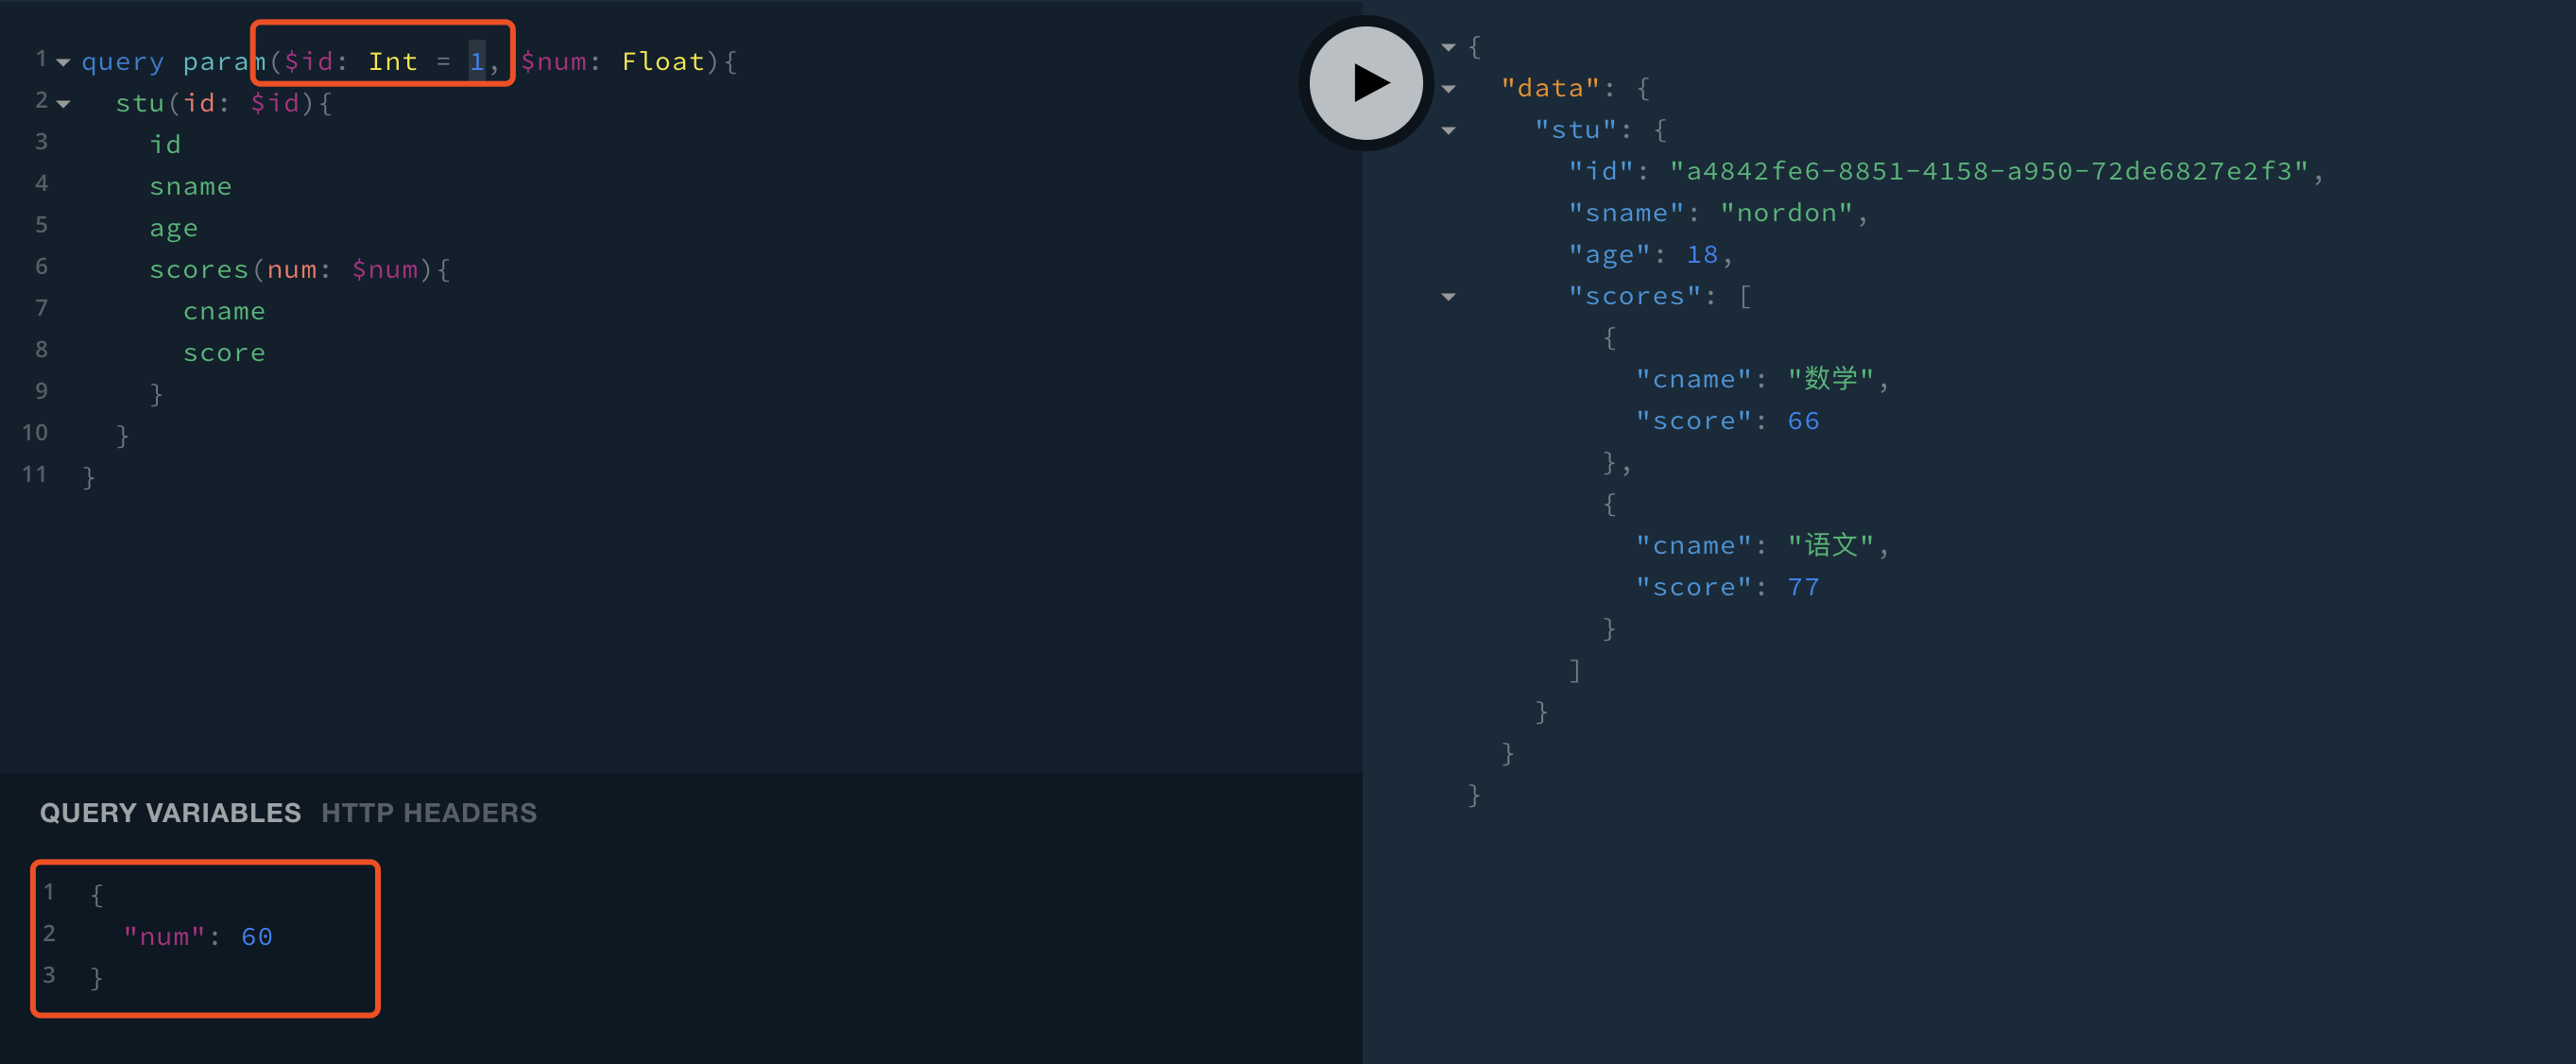 1 query param($id: Int = 1, $num: Float){
2 stu(id: $id){
3 id
4 sname
5 age
6 scores(num: $num){
7 cname
8 score
9 }
10 }
11 }
QUERY VARIABLES HTTP HEADERS
1 {
2 "num": 60
3 }
{
"data": {
"stu": {
"id": "a4842fe6-8851-4158-a950-72de6827e2f3",
"sname": "nordon",
"age": 18,
"scores": [
{
"cname": "数学",
"score": 66
},
{
"cname": "语文",
"score": 77
}
]
}
}
}